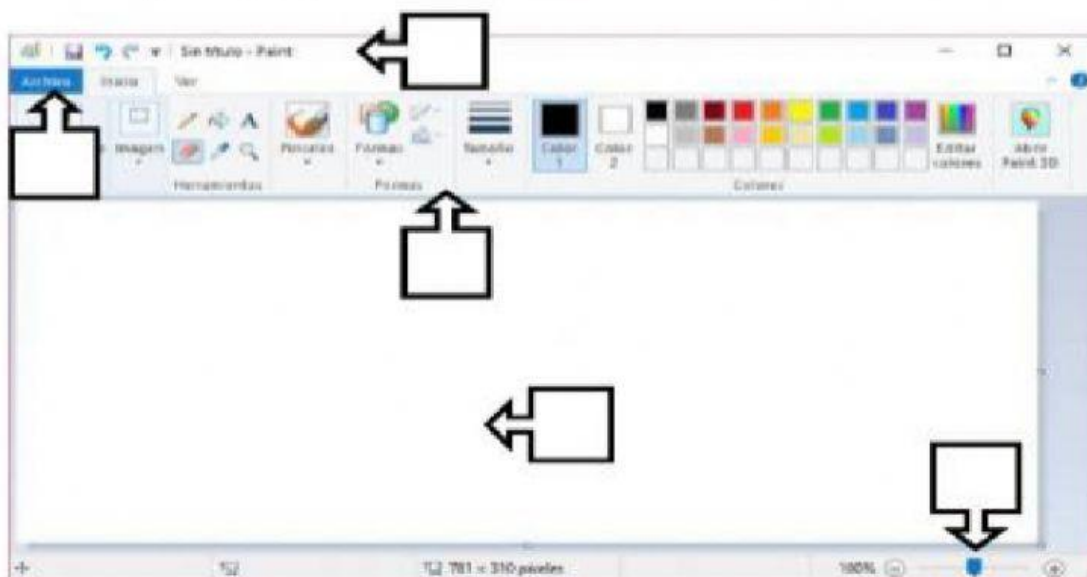 Sin título - Paint
Archivo Inicio Ver
Imagen A Pinceles Formas Tamaño Color 1 Color 2 Editar colores Abrir Paint 3D
Herramientas Formas Colores
781 × 310 píxeles 100%